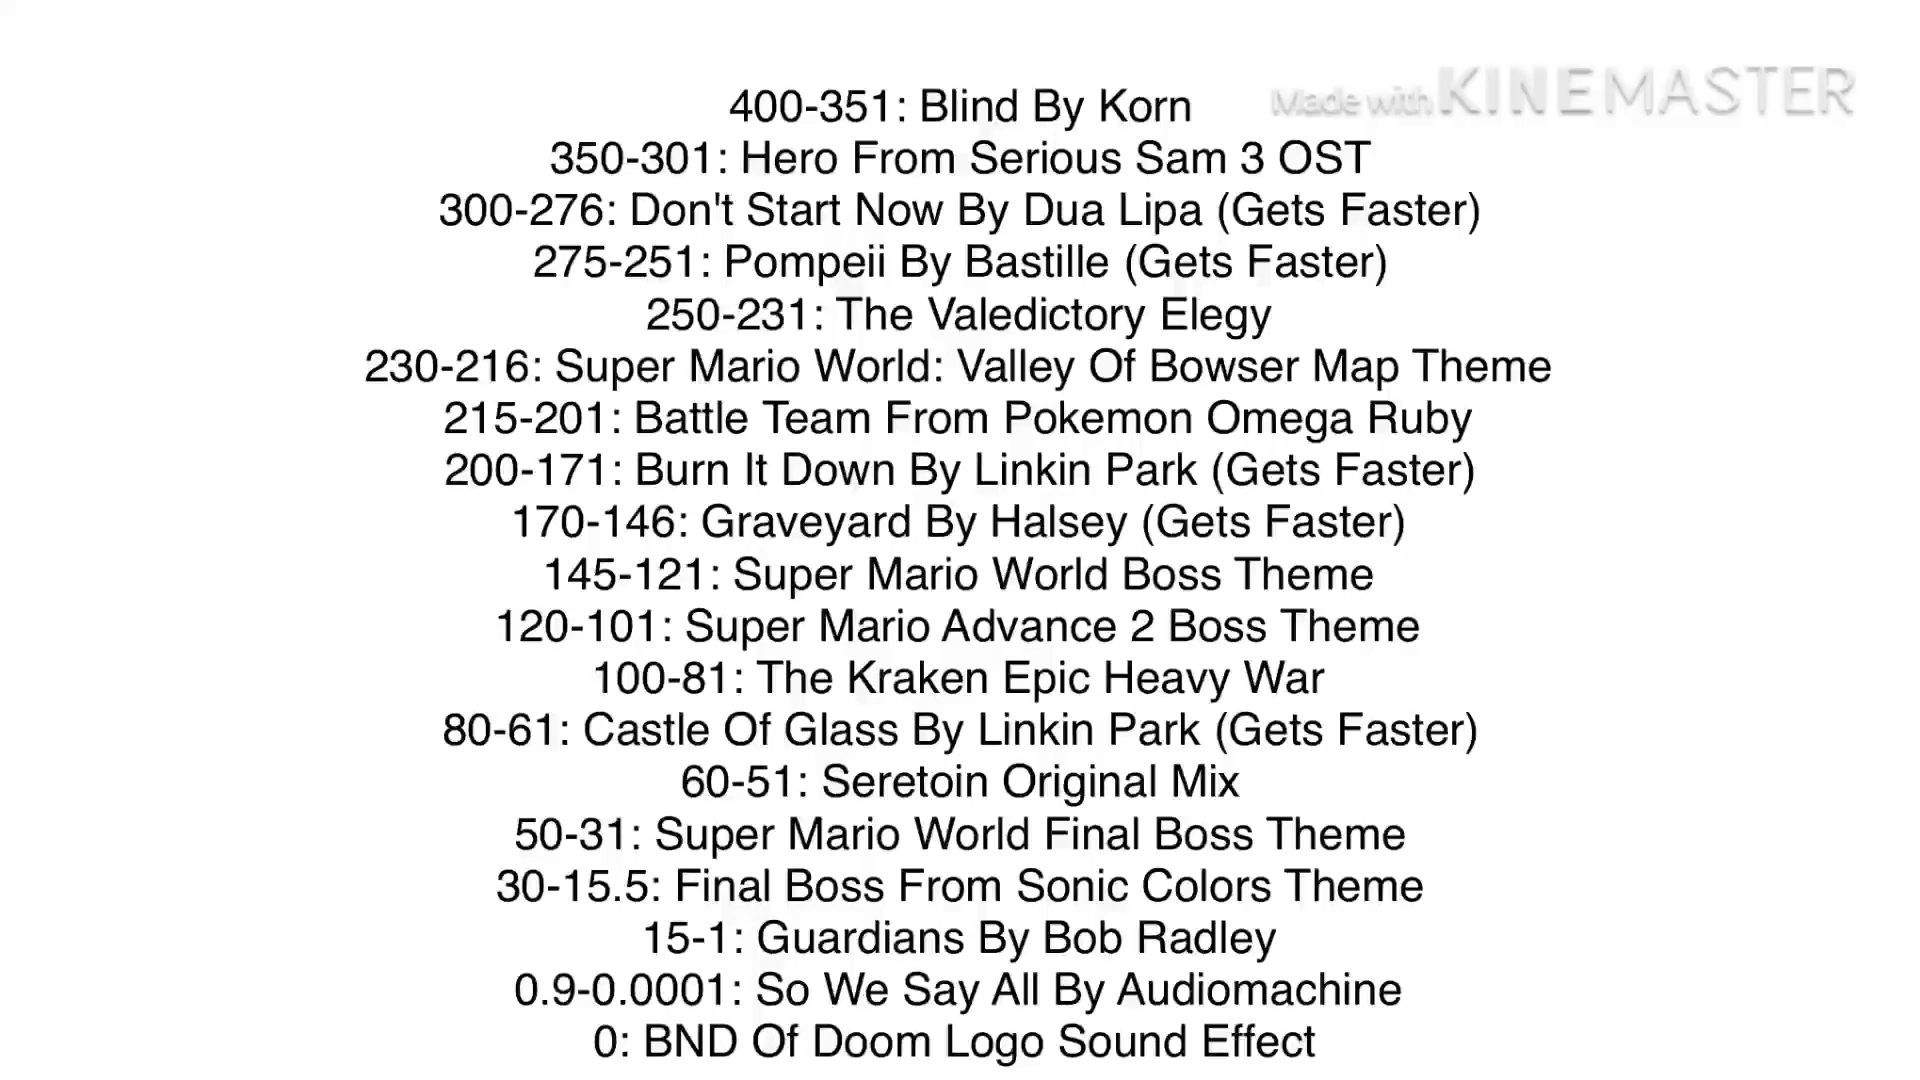 400-351: Blind By Korn
Made with KINEMASTER
350-301: Hero From Serious Sam 3 OST
300-276: Don't Start Now By Dua Lipa (Gets Faster)
275-251: Pompeii By Bastille (Gets Faster)
250-231: The Valedictory Elegy
230-216: Super Mario World: Valley Of Bowser Map Theme
215-201: Battle Team From Pokemon Omega Ruby
200-171: Burn It Down By Linkin Park (Gets Faster)
170-146: Graveyard By Halsey (Gets Faster)
145-121: Super Mario World Boss Theme
120-101: Super Mario Advance 2 Boss Theme
100-81: The Kraken Epic Heavy War
80-61: Castle Of Glass By Linkin Park (Gets Faster)
60-51: Seretoin Original Mix
50-31: Super Mario World Final Boss Theme
30-15.5: Final Boss From Sonic Colors Theme
15-1: Guardians By Bob Radley
0.9-0.0001: So We Say All By Audiomachine
0: BND Of Doom Logo Sound Effect